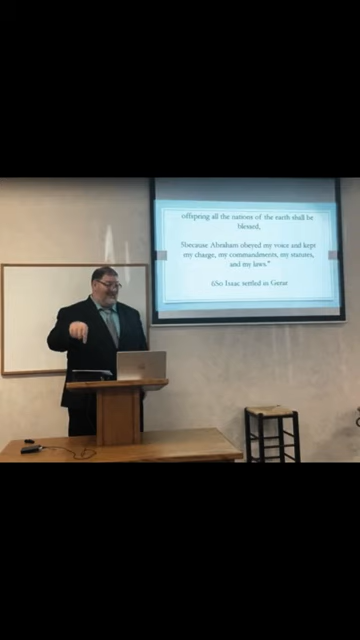 offspring all the nations of the earth shall be
blessed,
5because Abraham obeyed my voice and kept
my charge, my commandments, my statutes,
and my laws."
6So Isaac settled in Gerar